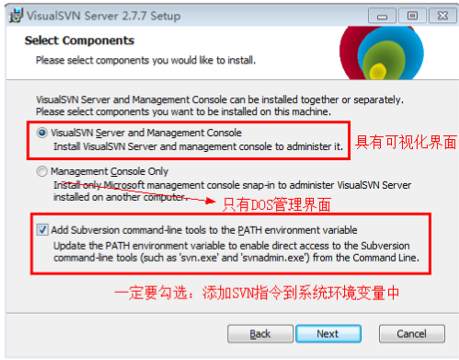 VisualSVN Server 2.7.7 Setup
Select Components
Please select components you would like to install.
VisualSVN Server and Management Console can be installed together or separately.
Please select components you want to be installed on this machine.
VisualSVN Server and Management Console
Install VisualSVN Server and management console to administer it.
具有可视化界面
Management Console Only
Install only Microsoft management console snap-in to administer VisualSVN Server
installed on another computer.
只有DOS管理界面
Add Subversion command-line tools to the PATH environment variable
Update the PATH environment variable to enable direct access to the Subversion
command-line tools (such as 'svn.exe' and 'svnadmin.exe') from the Command Line.
一定要勾选：添加SVN指令到系统环境变量中
Back
Next
Cancel